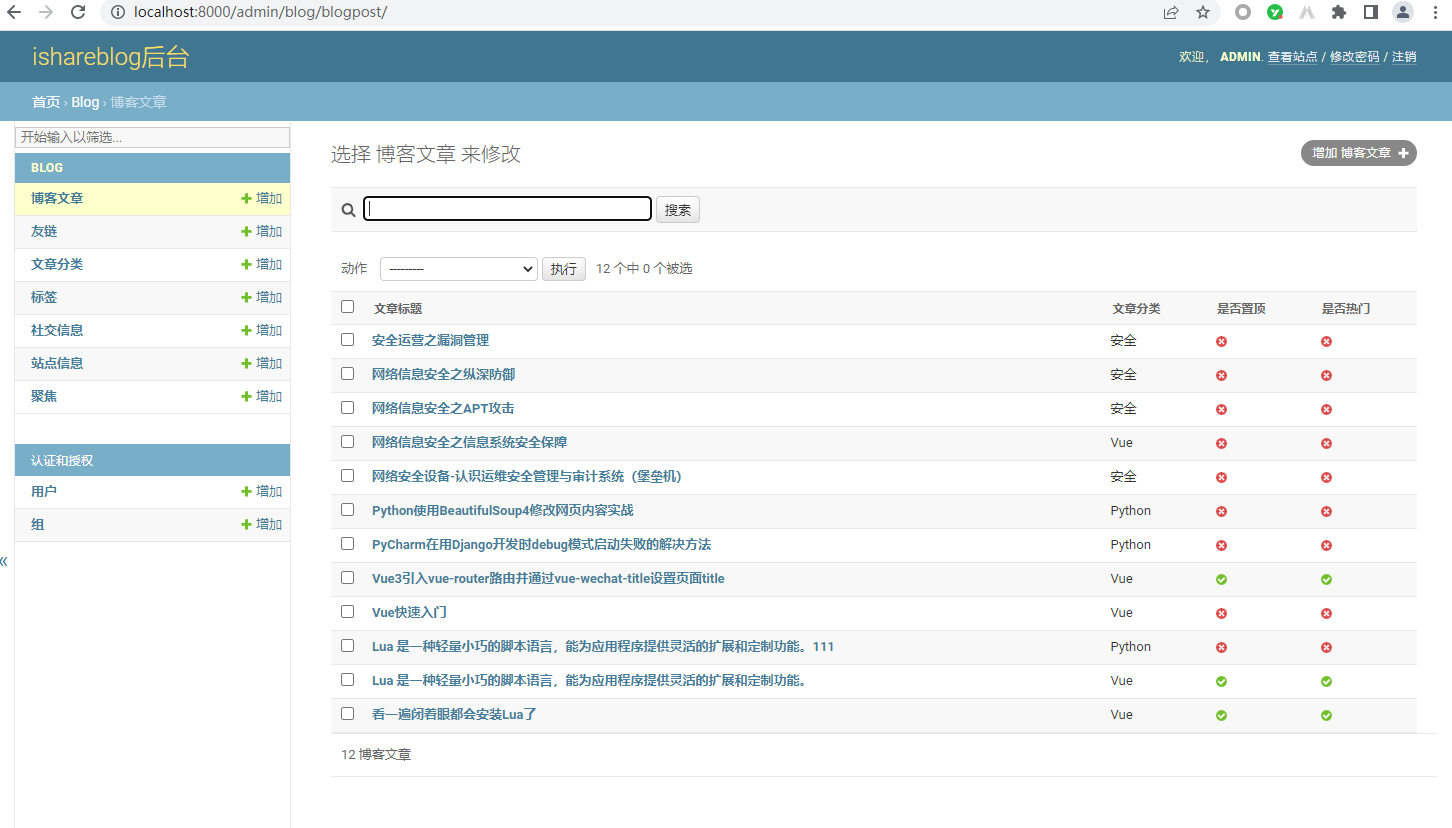 localhost:8000/admin/blog/blogpost/
ishareblog后台
欢迎， ADMIN. 查看站点 / 修改密码 / 注销
首页 › Blog › 博客文章
开始输入以筛选...
BLOG
博客文章 增加
友链 增加
文章分类 增加
标签 增加
社交信息 增加
站点信息 增加
聚焦 增加
认证和授权
用户 增加
组 增加
«
选择 博客文章 来修改
增加 博客文章
搜索
动作 --------- 执行 12 个中 0 个被选
文章标题 文章分类 是否置顶 是否热门
安全运营之漏洞管理 安全
网络信息安全之纵深防御 安全
网络信息安全之APT攻击 安全
网络信息安全之信息系统安全保障 Vue
网络安全设备-认识运维安全管理与审计系统（堡垒机） 安全
Python使用BeautifulSoup4修改网页内容实战 Python
PyCharm在用Django开发时debug模式启动失败的解决方法 Python
Vue3引入vue-router路由并通过vue-wechat-title设置页面title Vue
Vue快速入门 Vue
Lua 是一种轻量小巧的脚本语言，能为应用程序提供灵活的扩展和定制功能。111 Python
Lua 是一种轻量小巧的脚本语言，能为应用程序提供灵活的扩展和定制功能。 Vue
看一遍闭着眼都会安装Lua了 Vue
12 博客文章